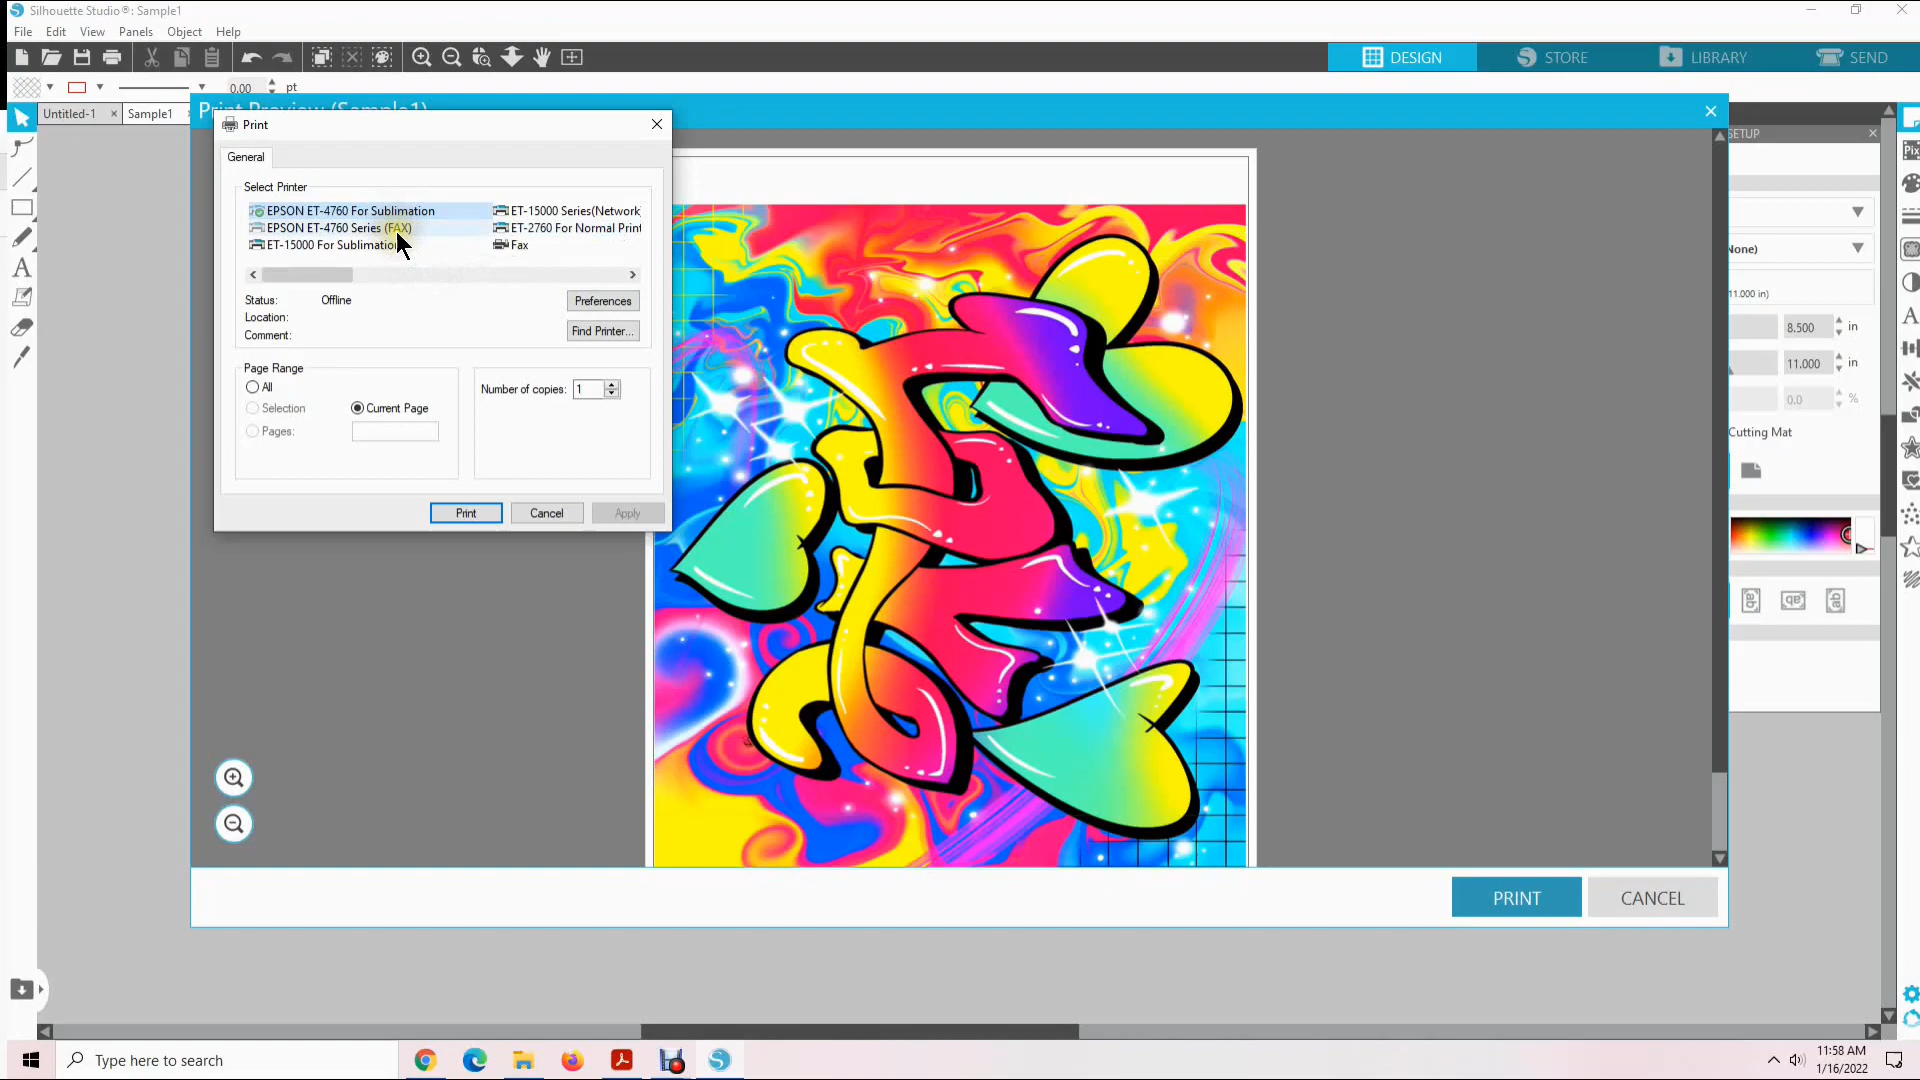 Silhouette Studio®: Sample1
File Edit View Panels Object Help
DESIGN STORE LIBRARY SEND
0.00 pt
Untitled-1 × Sample1
Print Preview (Sample1)
Print
General
Select Printer
EPSON ET-4760 For Sublimation
EPSON ET-4760 Series (FAX)
ET-15000 For Sublimation
ET-15000 Series(Network
ET-2760 For Normal Print
Fax
Status: Offline
Location:
Comment:
Preferences
Find Printer...
Page Range
All
Selection
Current Page
Pages:
Number of copies: 1
Print Cancel Apply
SETUP
None)
11.000 in)
8.500 in
11.000 in
0.0 %
Cutting Mat
PRINT CANCEL
Type here to search
11:58 AM
1/16/2022